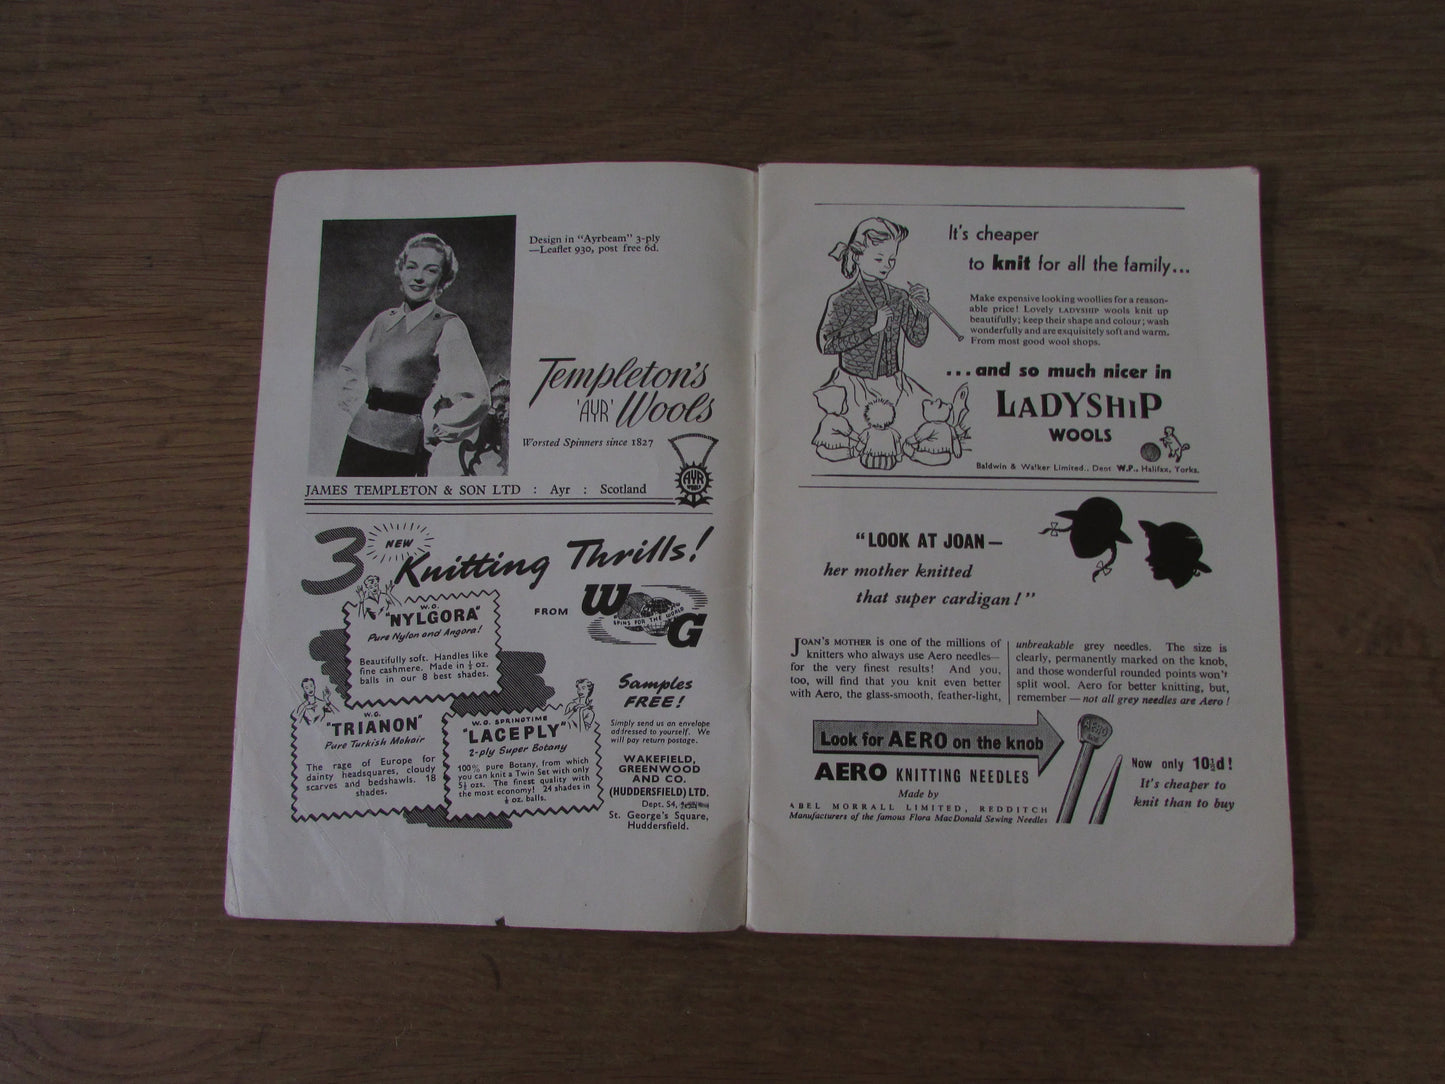 Design in "Ayrbeam" 3-ply
—Leaflet 930, post free 6d.
Templeton's
'AYR' Wools
Worsted Spinners since 1827
AYR
JAMES TEMPLETON & SON LTD : Ayr : Scotland
3
NEW
Knitting Thrills!
FROM
W
SPINS FOR THE WORLD
G
W.G.
"NYLGORA"
Pure Nylon and Angora!
Beautifully soft. Handles like
fine cashmere. Made in ½ oz.
balls in our 8 best shades.
W.G.
"TRIANON"
Pure Turkish Mohair
The rage of Europe for
dainty headsquares, cloudy
scarves and bedshawls. 18
shades.
W.G. SPRINGTIME
"LACEPLY"
2-ply Super Botany
100% pure Botany, from which
you can knit a Twin Set with only
5½ ozs. The finest quality with
the most economy! 24 shades in
oz. balls.
Samples
FREE!
Simply send us an envelope
addressed to yourself. We
will pay return postage.
WAKEFIELD,
GREENWOOD
AND CO.
(HUDDERSFIELD) LTD.
Dept. S4,
St. George's Square,
Huddersfield.
It's cheaper
to knit for all the family...
Make expensive looking woollies for a reason-
able price! Lovely LADYSHIP wools knit up
beautifully; keep their shape and colour; wash
wonderfully and are exquisitely soft and warm.
From most good wool shops.
...and so much nicer in
LADYSHiP
WOOLS
Baldwin & Walker Limited., Dept W.P., Halifax, Yorks.
"LOOK AT JOAN—
her mother knitted
that super cardigan!"
JOAN'S MOTHER is one of the millions of
knitters who always use Aero needles—
for the very finest results! And you,
too, will find that you knit even better
with Aero, the glass-smooth, feather-light,
unbreakable grey needles. The size is
clearly, permanently marked on the knob,
and those wonderful rounded points won't
split wool. Aero for better knitting, but,
remember—not all grey needles are Aero!
Look for AERO on the knob
AERO KNITTING NEEDLES
Made by
ABEL MORRALL LIMITED, REDDITCH
Manufacturers of the famous Flora MacDonald Sewing Needles
AERO
Now only 10½d!
It's cheaper to
knit than to buy